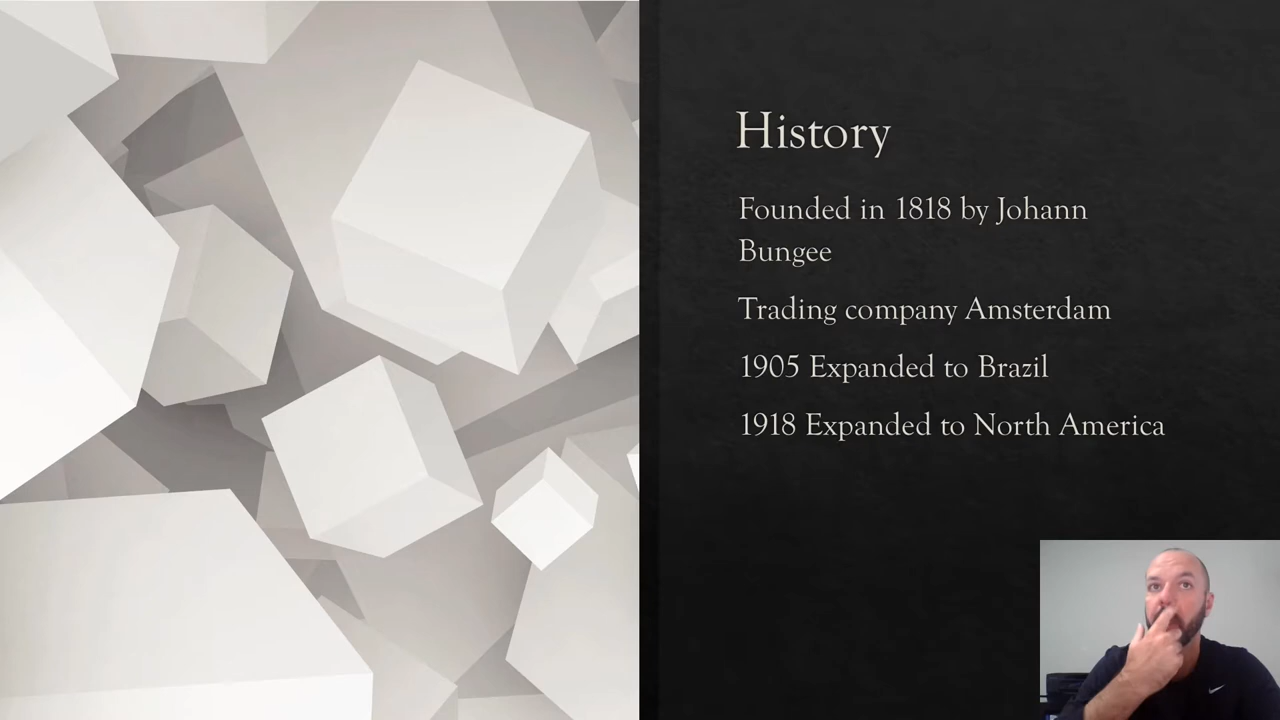 History
Founded in 1818 by Johann
Bungee
Trading company Amsterdam
1905 Expanded to Brazil
1918 Expanded to North America